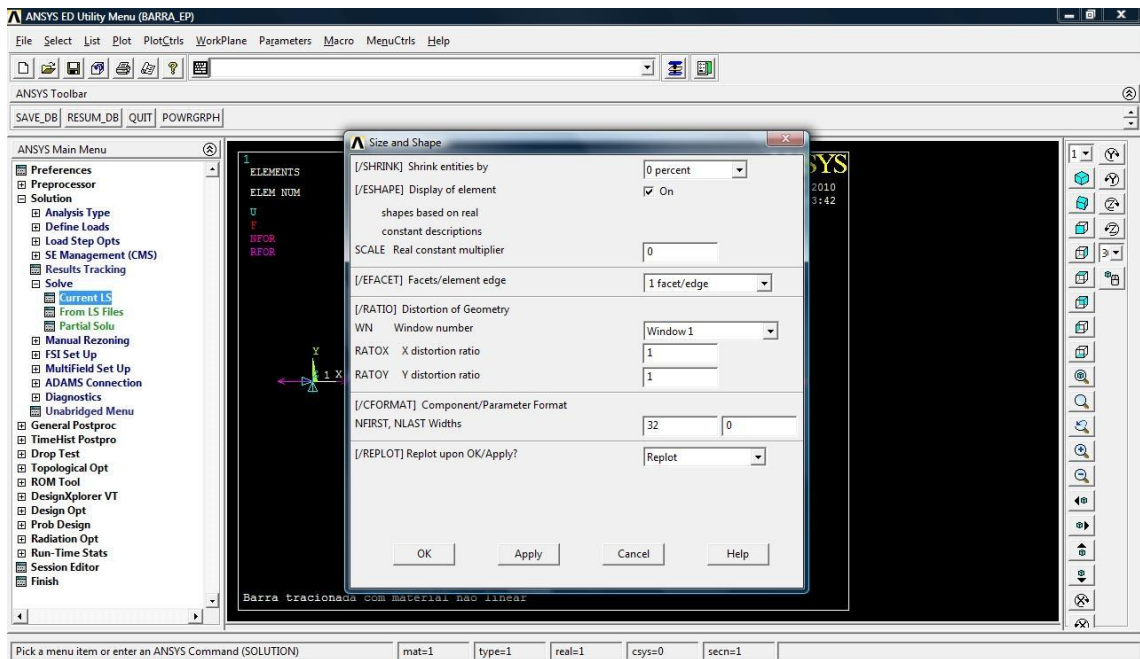 ANSYS ED Utility Menu (BARRA_EP)
File Select List Plot PlotCtrls WorkPlane Parameters Macro MenuCtrls Help
ANSYS Toolbar
SAVE_DB RESUM_DB QUIT POWRGRPH
ANSYS Main Menu
Preferences
Preprocessor
Solution
Analysis Type
Define Loads
Load Step Opts
SE Management (CMS)
Results Tracking
Solve
Current LS
From LS Files
Partial Solu
Manual Rezoning
FSI Set Up
MultiField Set Up
ADAMS Connection
Diagnostics
Unabridged Menu
General Postproc
TimeHist Postpro
Drop Test
Topological Opt
ROM Tool
DesignXplorer VT
Design Opt
Prob Design
Radiation Opt
Run-Time Stats
Session Editor
Finish
1
ELEMENTS
ELEM NUM
U
F
NFOR
RFOR
Y
1 X
YS
2010
3:42
Barra tracionada com material nao linear
Size and Shape
[/SHRINK] Shrink entities by 0 percent
[/ESHAPE] Display of element On
shapes based on real
constant descriptions
SCALE Real constant multiplier 0
[/EFACET] Facets/element edge 1 facet/edge
[/RATIO] Distortion of Geometry
WN Window number Window 1
RATOX X distortion ratio 1
RATOY Y distortion ratio 1
[/CFORMAT] Component/Parameter Format
NFIRST, NLAST Widths 32 0
[/REPLOT] Replot upon OK/Apply? Replot
OK Apply Cancel Help
1
3
Pick a menu item or enter an ANSYS Command (SOLUTION) mat=1 type=1 real=1 csys=0 secn=1